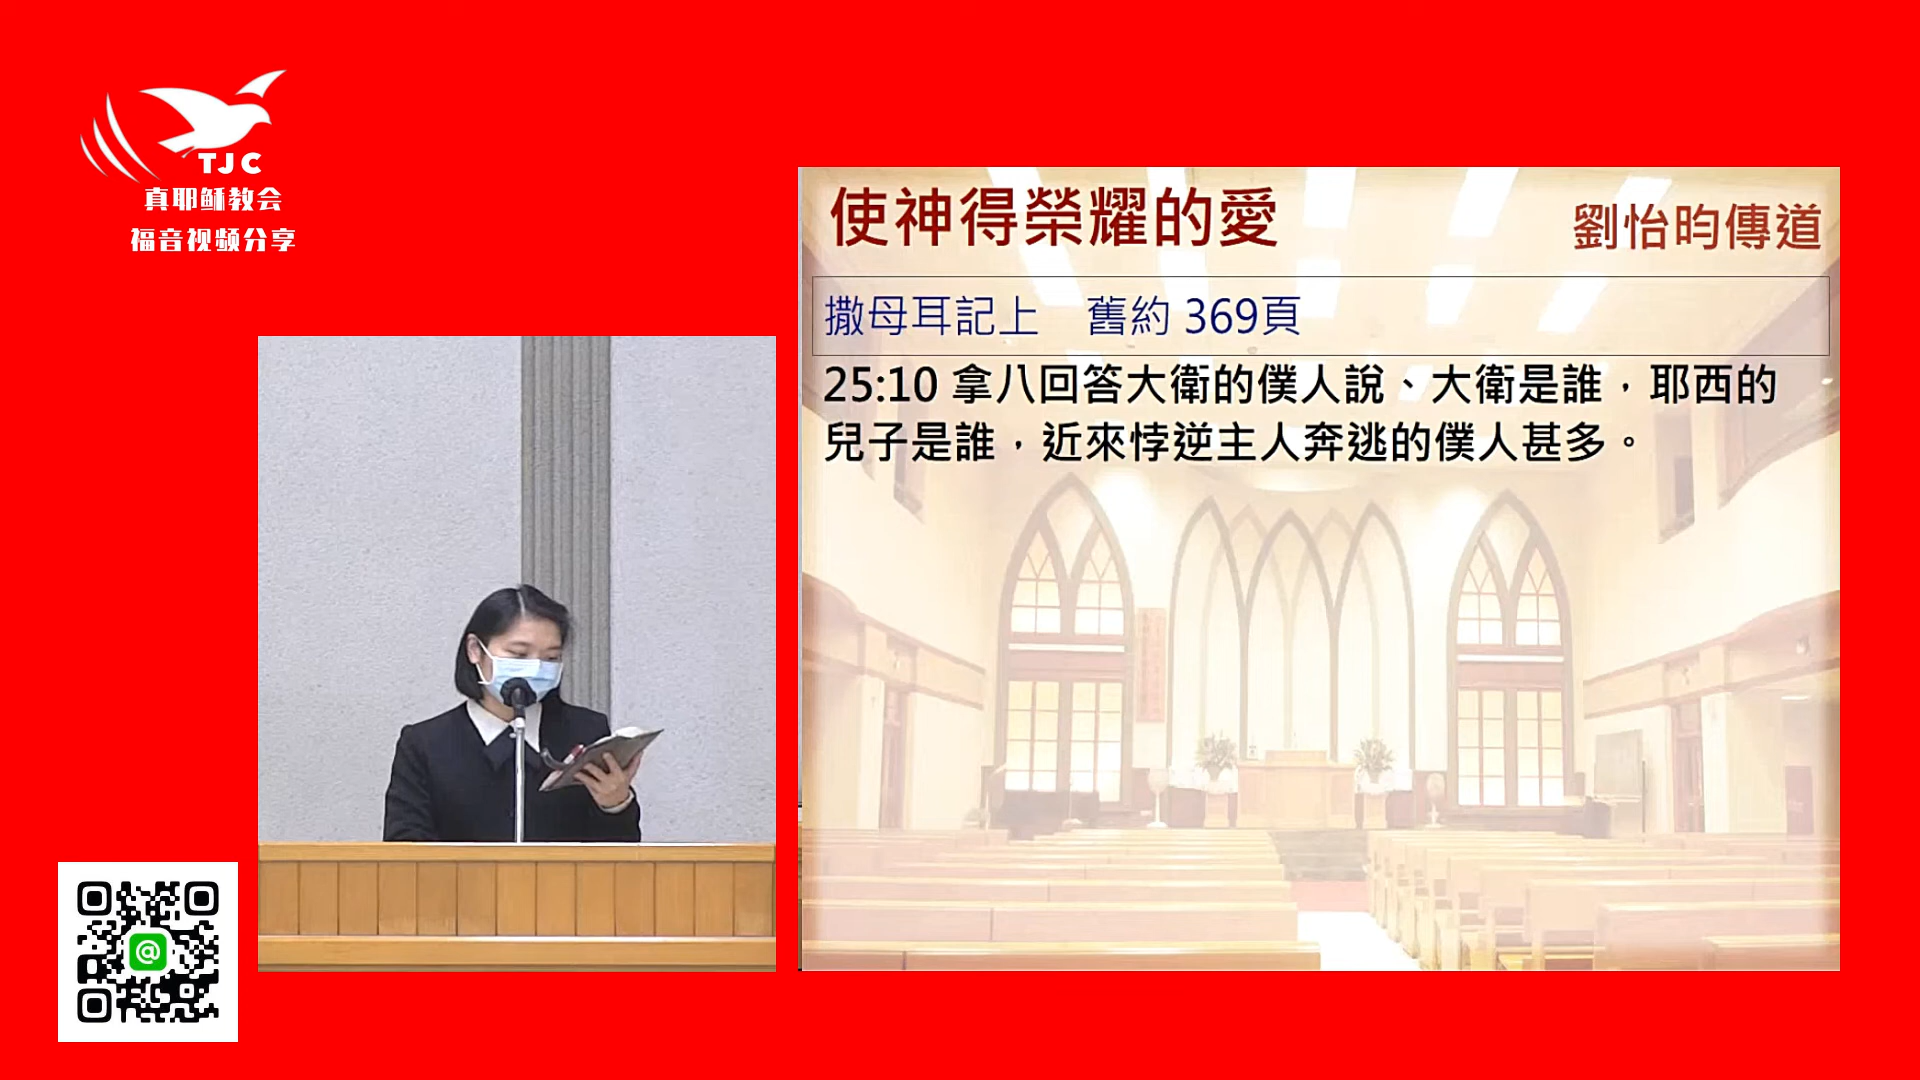 TJC
真耶稣教会
福音视频分享
使神得榮耀的愛
劉怡昀傳道
撒母耳記上 舊約 369頁
25:10 拿八回答大衛的僕人說、大衛是誰，耶西的
兒子是誰，近來悖逆主人奔逃的僕人甚多。
@